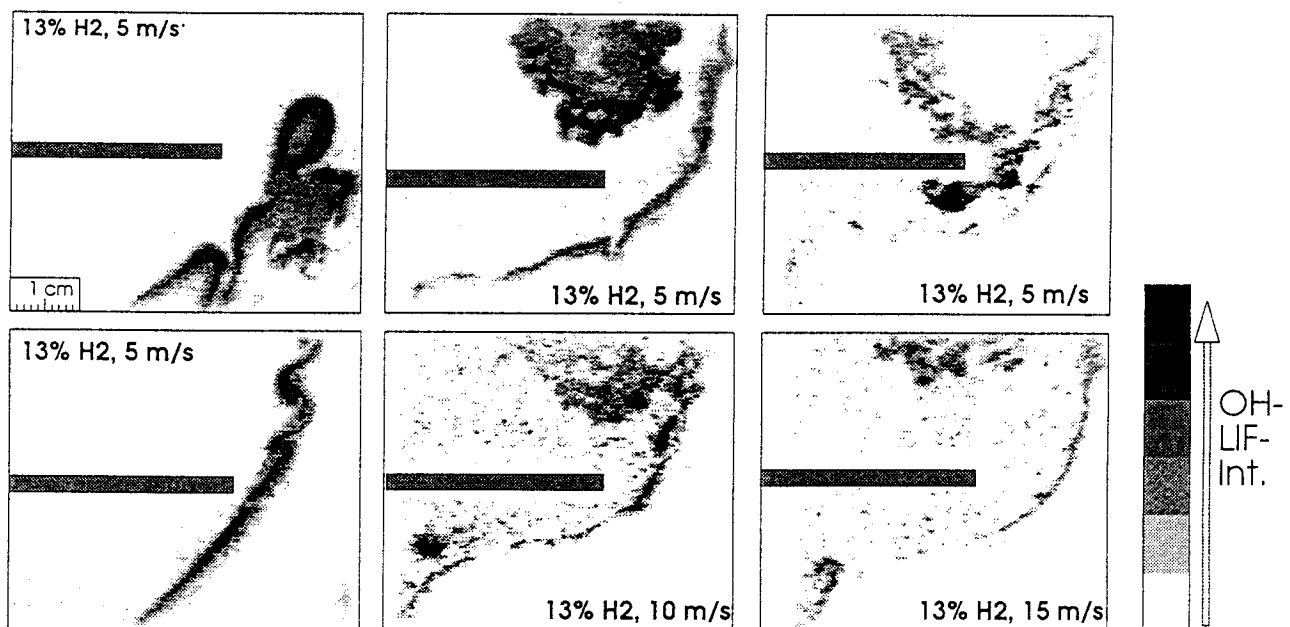 13% H2, 5 m/s
13% H2, 5 m/s
13% H2, 5 m/s
1 cm
13% H2, 5 m/s
13% H2, 10 m/s
13% H2, 15 m/s
OH-
LIF-
Int.